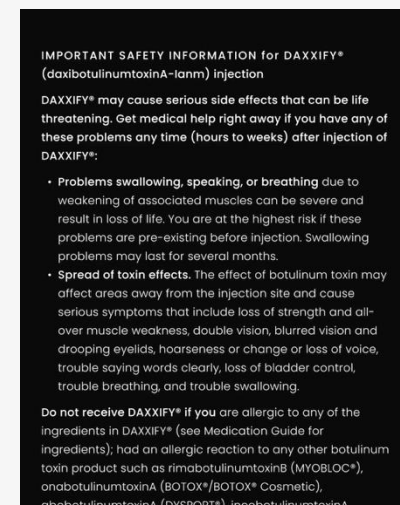 IMPORTANT SAFETY INFORMATION for DAXXIFY®
(daxibotulinumtoxinA-lanm) injection
DAXXIFY® may cause serious side effects that can be life
threatening. Get medical help right away if you have any of
these problems any time (hours to weeks) after injection of
DAXXIFY®:
• Problems swallowing, speaking, or breathing due to
weakening of associated muscles can be severe and
result in loss of life. You are at the highest risk if these
problems are pre-existing before injection. Swallowing
problems may last for several months.
• Spread of toxin effects. The effect of botulinum toxin may
affect areas away from the injection site and cause
serious symptoms that include loss of strength and all-
over muscle weakness, double vision, blurred vision and
drooping eyelids, hoarseness or change or loss of voice,
trouble saying words clearly, loss of bladder control,
trouble breathing, and trouble swallowing.
Do not receive DAXXIFY® if you are allergic to any of the
ingredients in DAXXIFY® (see Medication Guide for
ingredients); had an allergic reaction to any other botulinum
toxin product such as rimabotulinumtoxinB (MYOBLOC®),
onabotulinumtoxinA (BOTOX®/BOTOX® Cosmetic),
abobotulinumtoxinA (DYSPORT®), incobotulinumtoxinA